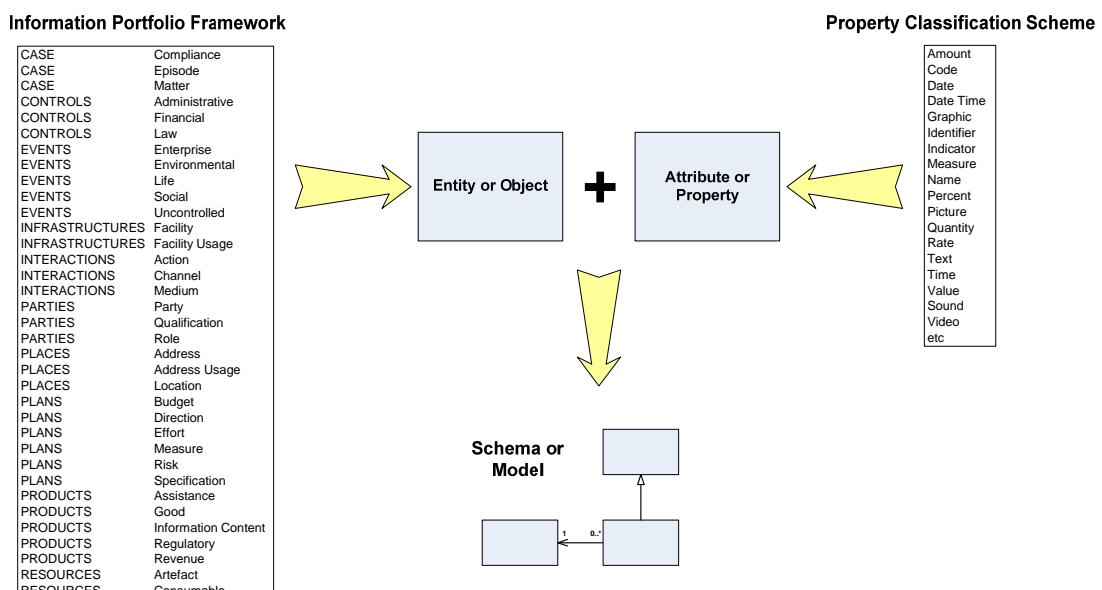 Information Portfolio Framework
CASE Compliance
CASE Episode
CASE Matter
CONTROLS Administrative
CONTROLS Financial
CONTROLS Law
EVENTS Enterprise
EVENTS Environmental
EVENTS Life
EVENTS Social
EVENTS Uncontrolled
INFRASTRUCTURES Facility
INFRASTRUCTURES Facility Usage
INTERACTIONS Action
INTERACTIONS Channel
INTERACTIONS Medium
PARTIES Party
PARTIES Qualification
PARTIES Role
PLACES Address
PLACES Address Usage
PLACES Location
PLANS Budget
PLANS Direction
PLANS Effort
PLANS Measure
PLANS Risk
PLANS Specification
PRODUCTS Assistance
PRODUCTS Good
PRODUCTS Information Content
PRODUCTS Regulatory
PRODUCTS Revenue
RESOURCES Artefact
RESOURCES Consumable
Entity or Object
+
Attribute or
Property
Schema or
Model
1 0..*
Property Classification Scheme
Amount
Code
Date
Date Time
Graphic
Identifier
Indicator
Measure
Name
Percent
Picture
Quantity
Rate
Text
Time
Value
Sound
Video
etc